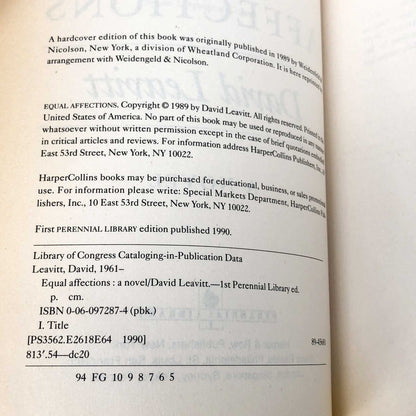 A hardcover edition of this book was originally published in 1989 by Weidenfeld &
Nicolson, New York, a division of Wheatland Corporation. It is here reprinted by
arrangement with Weidengeld & Nicolson.
EQUAL AFFECTIONS. Copyright © 1989 by David Leavitt. All rights reserved. Printed in the
United States of America. No part of this book may be used or reproduced in any manner
whatsoever without written permission except in the case of brief quotations embodied
in critical articles and reviews. For information address HarperCollins Publishers, Inc., 10
East 53rd Street, New York, NY 10022.
HarperCollins books may be purchased for educational, business, or sales promotional
use. For information please write: Special Markets Department, HarperCollins Pub-
lishers, Inc., 10 East 53rd Street, New York, NY 10022.
First PERENNIAL LIBRARY edition published 1990.
Library of Congress Cataloging-in-Publication Data
Leavitt, David, 1961–
Equal affections : a novel/David Leavitt.—1st Perennial Library ed.
p. cm.
ISBN 0-06-097287-4 (pbk.)
I. Title
[PS3562.E2618E64 1990]
813'.54—dc20
94 FG 10 9 8 7 6 5
AFFECTIONS
David Leavitt